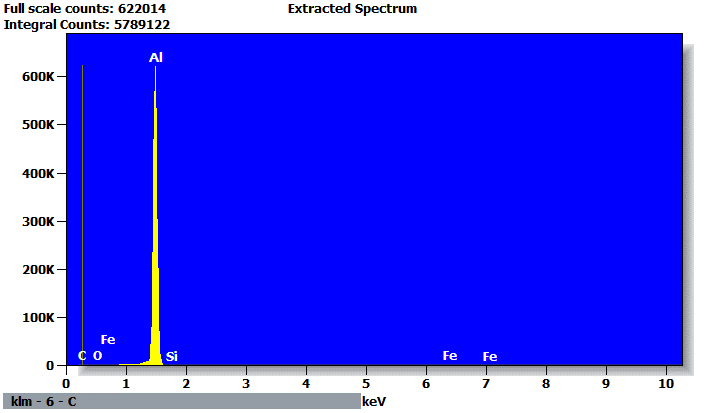 Full scale counts: 622014
Extracted Spectrum
Integral Counts: 5789122
Al
600K
500K
400K
300K
200K
100K
Fe
C O Si Fe Fe
0
0 1 2 3 4 5 6 7 8 9 10
klm - 6 - C keV